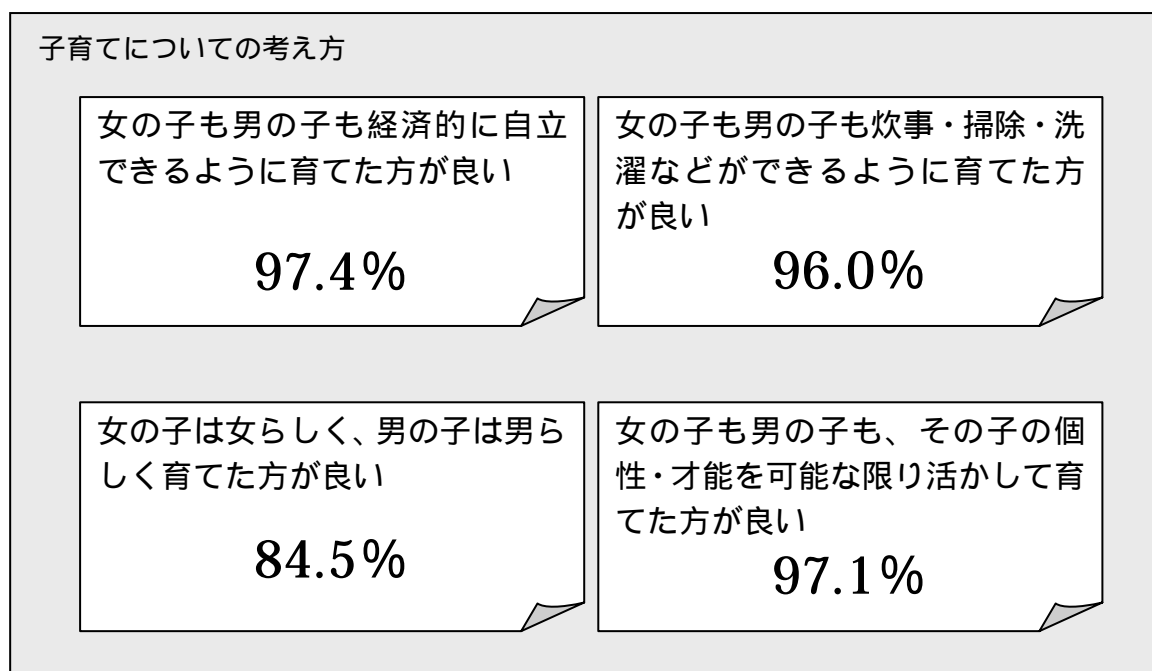 子育てについての考え方
女の子も男の子も経済的に自立
できるように育てた方が良い
97.4%
女の子も男の子も炊事・掃除・洗
濯などができるように育てた方
が良い
96.0%
女の子は女らしく、男の子は男ら
しく育てた方が良い
84.5%
女の子も男の子も、その子の個
性・才能を可能な限り活かして育
てた方が良い
97.1%